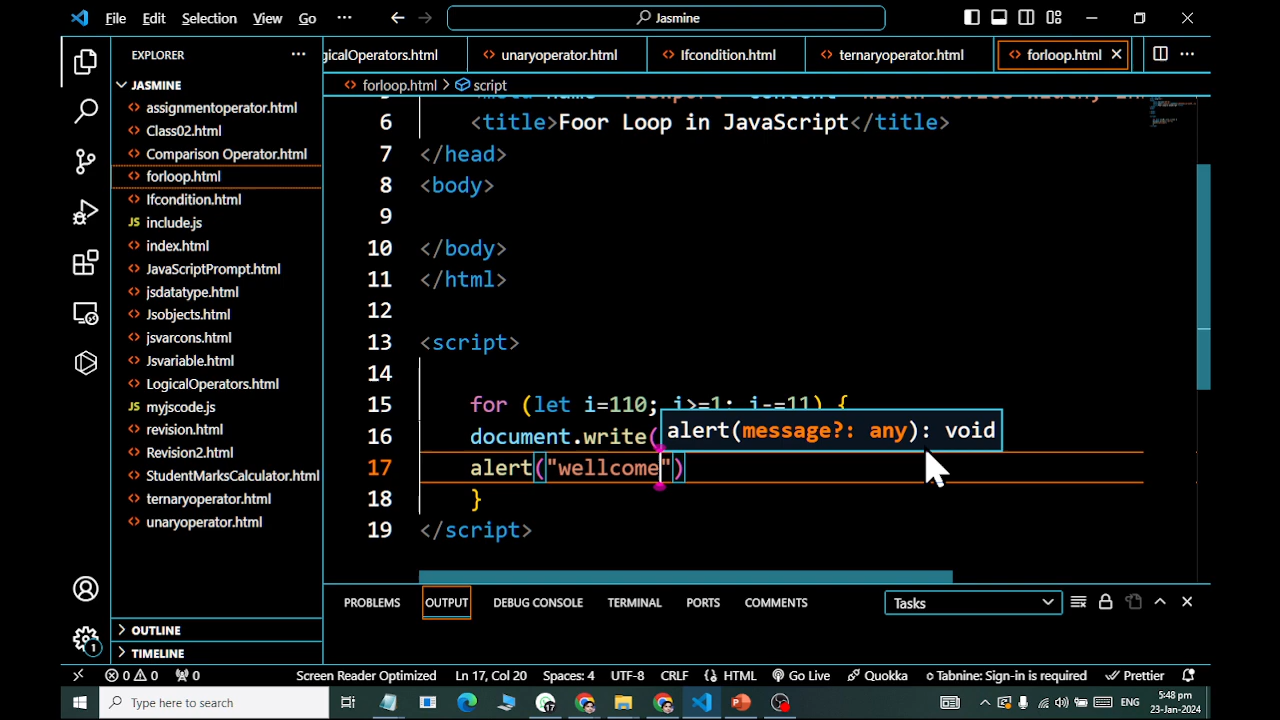 File Edit Selection View Go ··· Jasmine
EXPLORER ···
gicalOperators.html unaryoperator.html Ifcondition.html ternaryoperator.html forloop.html ···
JASMINE
assignmentoperator.html
Class02.html
Comparison Operator.html
forloop.html
Ifcondition.html
JS include.js
index.html
JavaScriptPrompt.html
jsdatatype.html
Jsobjects.html
jsvarcons.html
Jsvariable.html
LogicalOperators.html
JS myjscode.js
revision.html
Revision2.html
StudentMarksCalculator.html
ternaryoperator.html
unaryoperator.html
OUTLINE
TIMELINE
forloop.html > script
6 <title>Foor Loop in JavaScript</title>
7 </head>
8 <body>
9
10 </body>
11 </html>
12
13 <script>
14
15 for (let i=110; i>=1; i-=11) {
16 document.write(
alert(message?: any): void
17 alert("wellcome")
18 }
19 </script>
PROBLEMS OUTPUT DEBUG CONSOLE TERMINAL PORTS COMMENTS Tasks
1
0 0 0 Screen Reader Optimized Ln 17, Col 20 Spaces: 4 UTF-8 CRLF HTML Go Live Quokka Tabnine: Sign-in is required Prettier
Type here to search
5:48 pm
23-Jan-2024